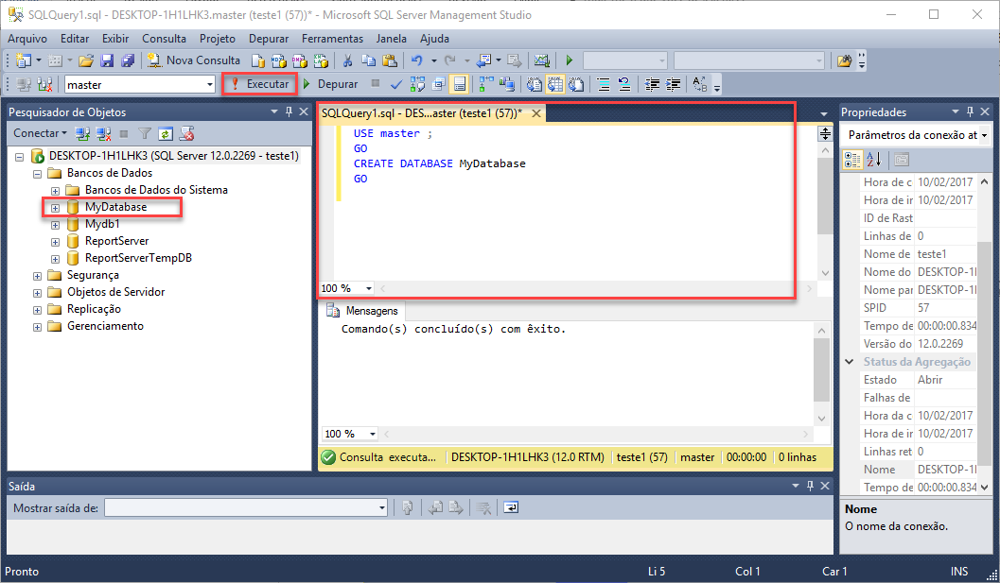 SQLQuery1.sql - DESKTOP-1H1LHK3.master (teste1 (57))* - Microsoft SQL Server Management Studio
Arquivo Editar Exibir Consulta Projeto Depurar Ferramentas Janela Ajuda
Nova Consulta
master Executar Depurar
Pesquisador de Objetos
Conectar
DESKTOP-1H1LHK3 (SQL Server 12.0.2269 - teste1)
Bancos de Dados
Bancos de Dados do Sistema
MyDatabase
Mydb1
ReportServer
ReportServerTempDB
Segurança
Objetos de Servidor
Replicação
Gerenciamento
SQLQuery1.sql - DES...aster (teste1 (57))*
USE master ;
GO
CREATE DATABASE MyDatabase
GO
100 %
Mensagens
Comando(s) concluído(s) com êxito.
100 %
Consulta executa... DESKTOP-1H1LHK3 (12.0 RTM) teste1 (57) master 00:00:00 0 linhas
Propriedades
Parâmetros da conexão at
Hora de c 10/02/2017
Hora de ir 10/02/2017
ID de Rast
Linhas de 0
Nome de teste1
Nome do DESKTOP-1H
Nome par DESKTOP-1H
SPID 57
Tempo de 00:00:00.834
Versão do 12.0.2269
Status da Agregação
Estado Abrir
Falhas de
Hora da c 10/02/2017
Hora de ir 10/02/2017
Linhas ret 0
Nome DESKTOP-1H
Tempo de 00:00:00.834
Nome
O nome da conexão.
Saída
Mostrar saída de:
Pronto Li 5 Col 1 Car 1 INS